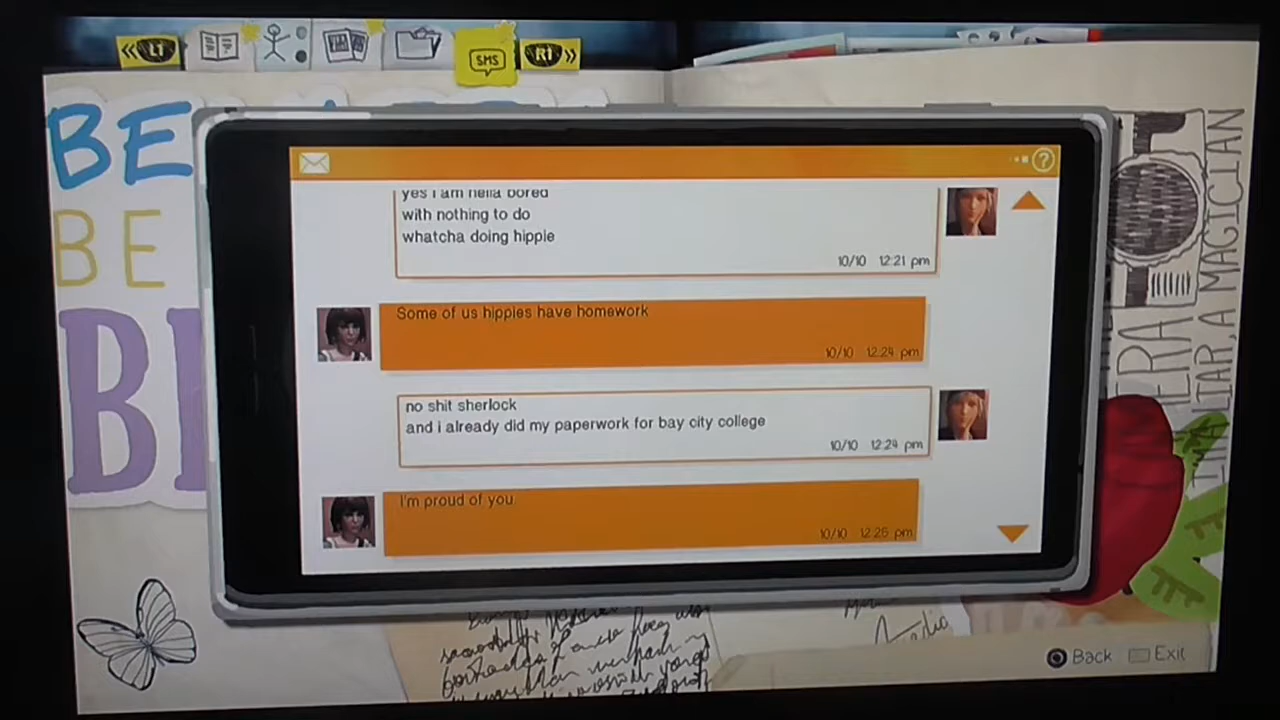 L1
SMS
R1
BE
BE
yes i am hella bored
with nothing to do
whatcha doing hippie
10/10 12:21 pm
Some of us hippies have homework
10/10 12:24 pm
no shit sherlock
and i already did my paperwork for bay city college
10/10 12:24 pm
I'm proud of you.
10/10 12:25 pm
LIAR, A MAGICIAN
Back
Exit